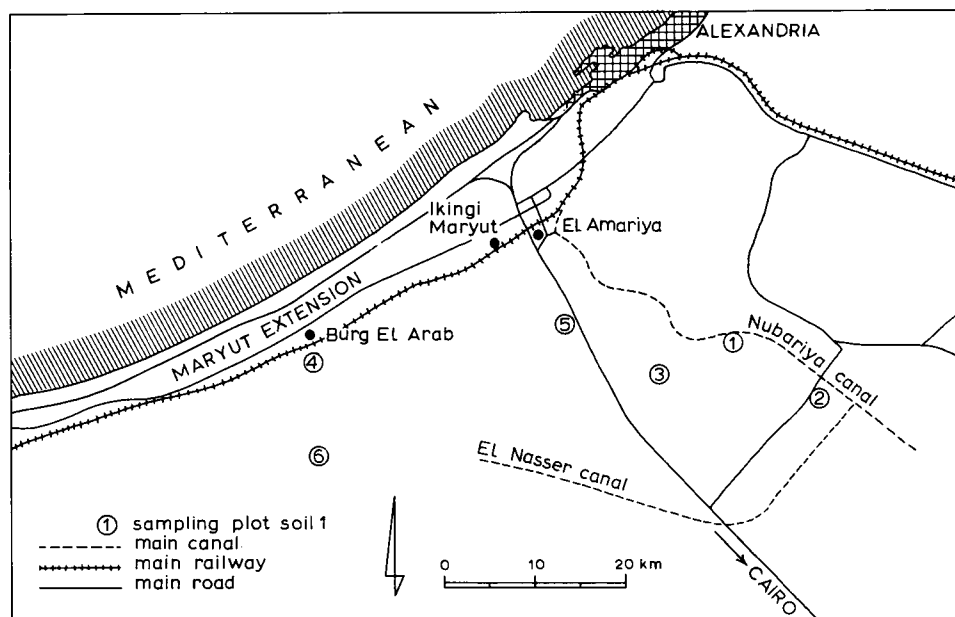 ALEXANDRIA
MEDITERRANEAN
Ikingi
Maryut
El Amariya
MARYUT EXTENSION
Burg El Arab
Nubariya canal
El Nasser canal
1
2
3
4
5
6
1 sampling plot soil 1
main canal
main railway
main road
0 10 20 km
CAIRO